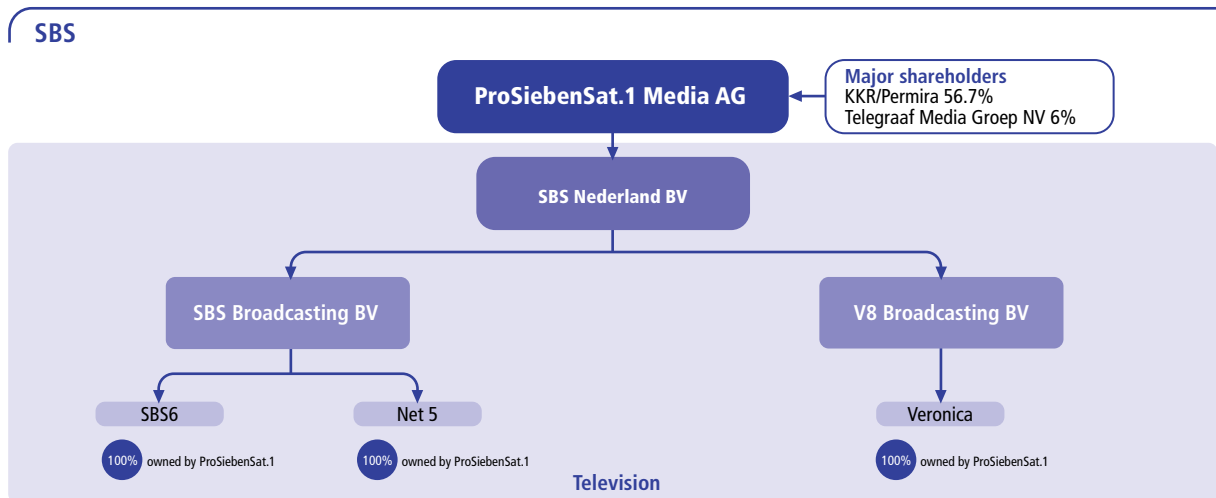 SBS
ProSiebenSat.1 Media AG
Major shareholders
KKR/Permira 56.7%
Telegraaf Media Groep NV 6%
SBS Nederland BV
SBS Broadcasting BV
V8 Broadcasting BV
SBS6
Net 5
Veronica
100% owned by ProSiebenSat.1
100% owned by ProSiebenSat.1
100% owned by ProSiebenSat.1
Television